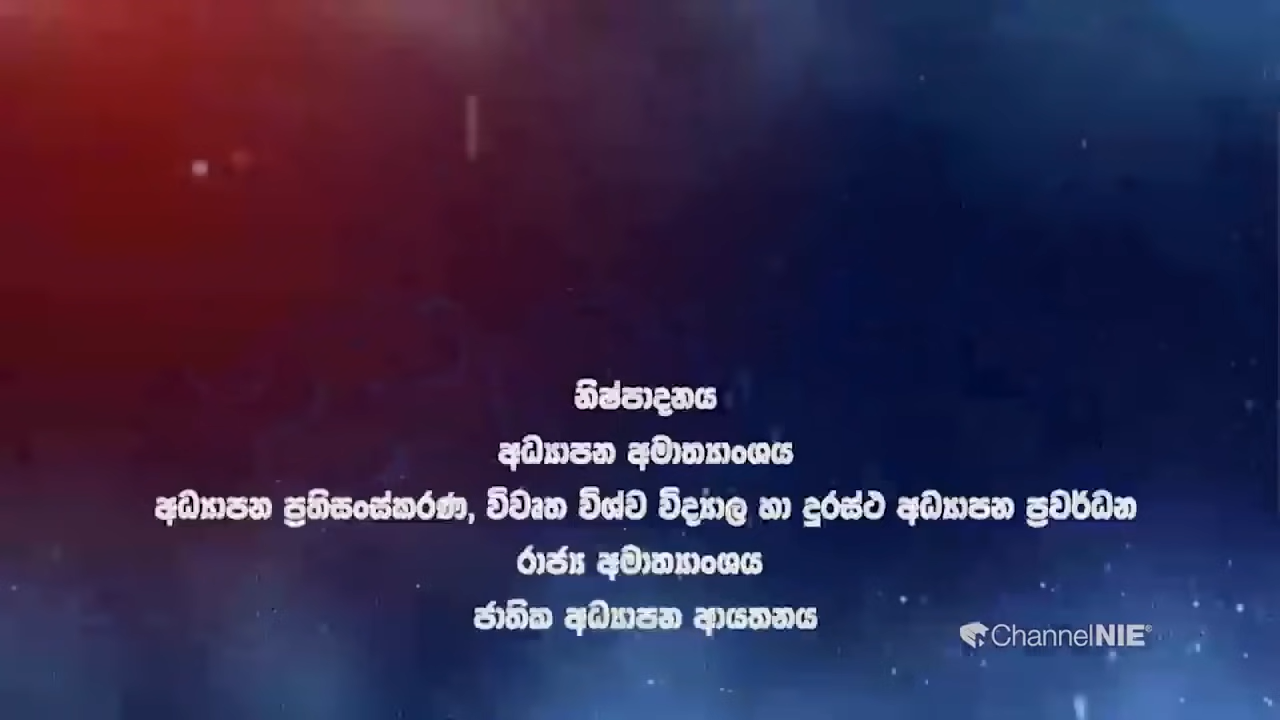 නිෂ්පාදනය
අධ්‍යාපන අමාත්‍යාංශය
අධ්‍යාපන ප්‍රතිසංස්කරණ, විවෘත විශ්ව විද්‍යාල හා දුරස්ථ අධ්‍යාපන ප්‍රවර්ධන
රාජ්‍ය අමාත්‍යාංශය
ජාතික අධ්‍යාපන ආයතනය
ChannelNIE®